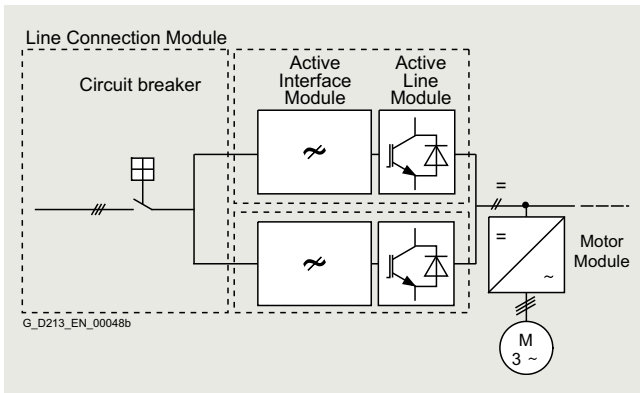 Line Connection Module
Circuit breaker
Active
Interface
Module
Active
Line
Module
=
=
~
Motor
Module
M
3 ~
G_D213_EN_00048b